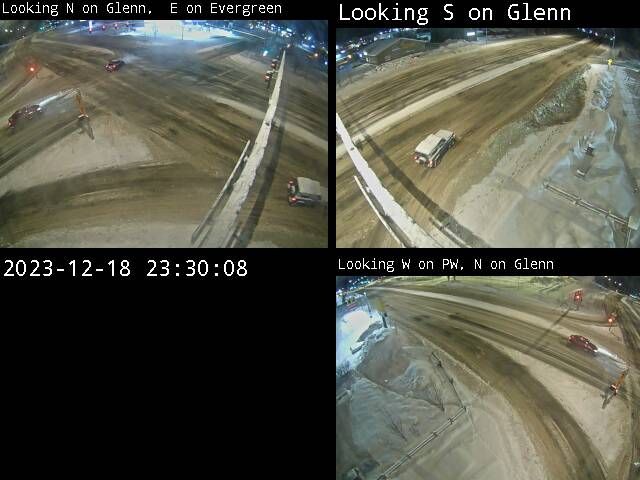 Looking N on Glenn,  E on Evergreen
Looking S on Glenn
2023-12-18 23:30:08
Looking W on PW, N on Glenn